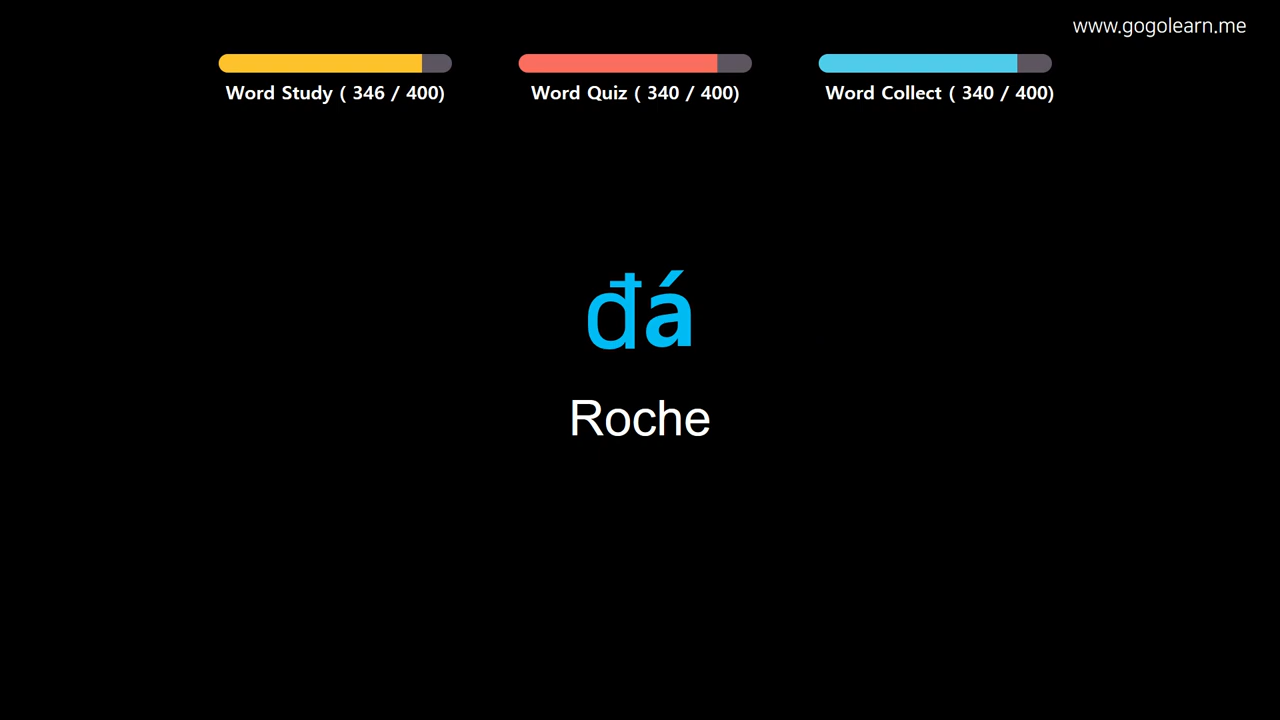 www.gogolearn.me
Word Study ( 346 / 400) Word Quiz ( 340 / 400) Word Collect ( 340 / 400)
đá
Roche